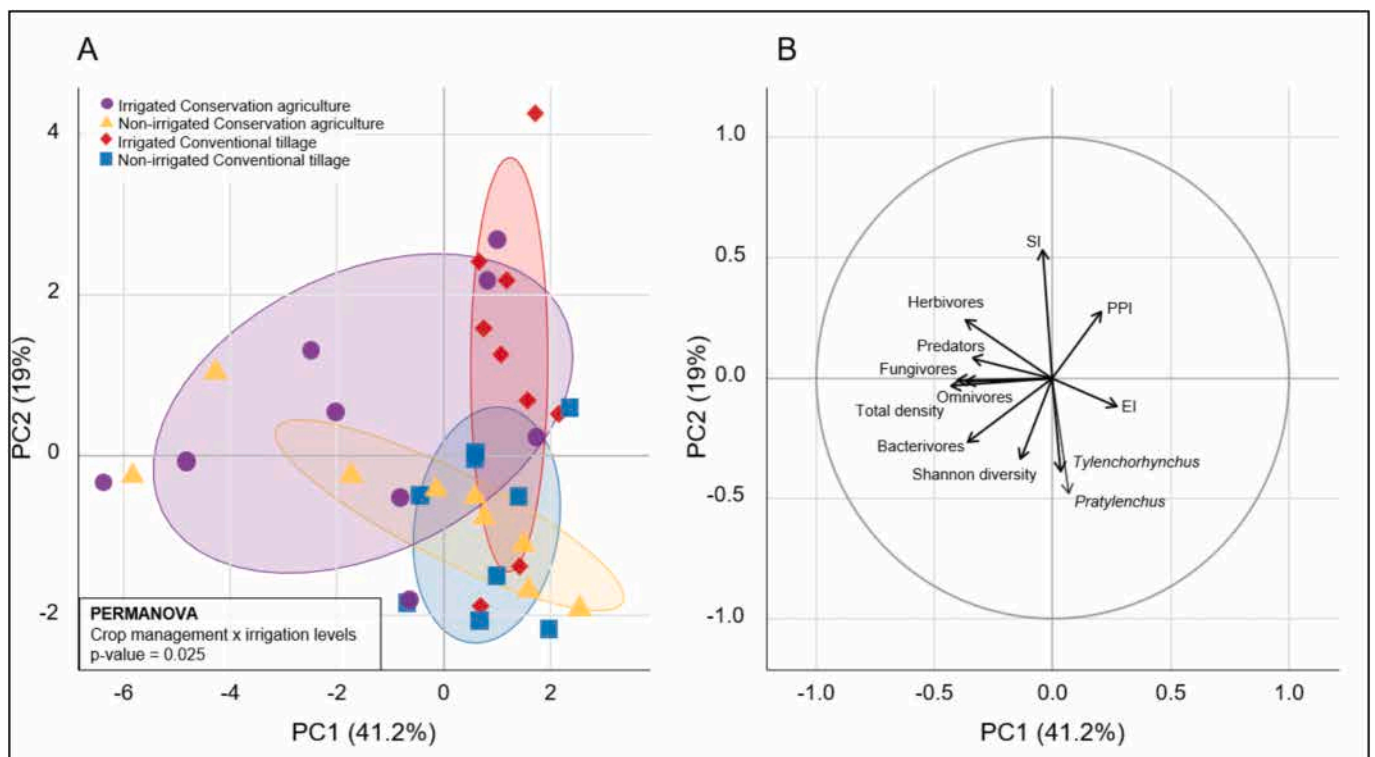 A
Irrigated Conservation agriculture
Non-irrigated Conservation agriculture
Irrigated Conventional tillage
Non-irrigated Conventional tillage
4
2
0
-2
PC2 (19%)
PERMANOVA
Crop management x irrigation levels
p-value = 0.025
-6 -4 -2 0 2
PC1 (41.2%)
B
1.0
0.5
0.0
-0.5
-1.0
PC2 (19%)
SI
Herbivores
PPI
Predators
Fungivores
Omnivores
EI
Total density
Bacterivores
Shannon diversity
Tylenchorhynchus
Pratylenchus
-1.0 -0.5 0.0 0.5 1.0
PC1 (41.2%)